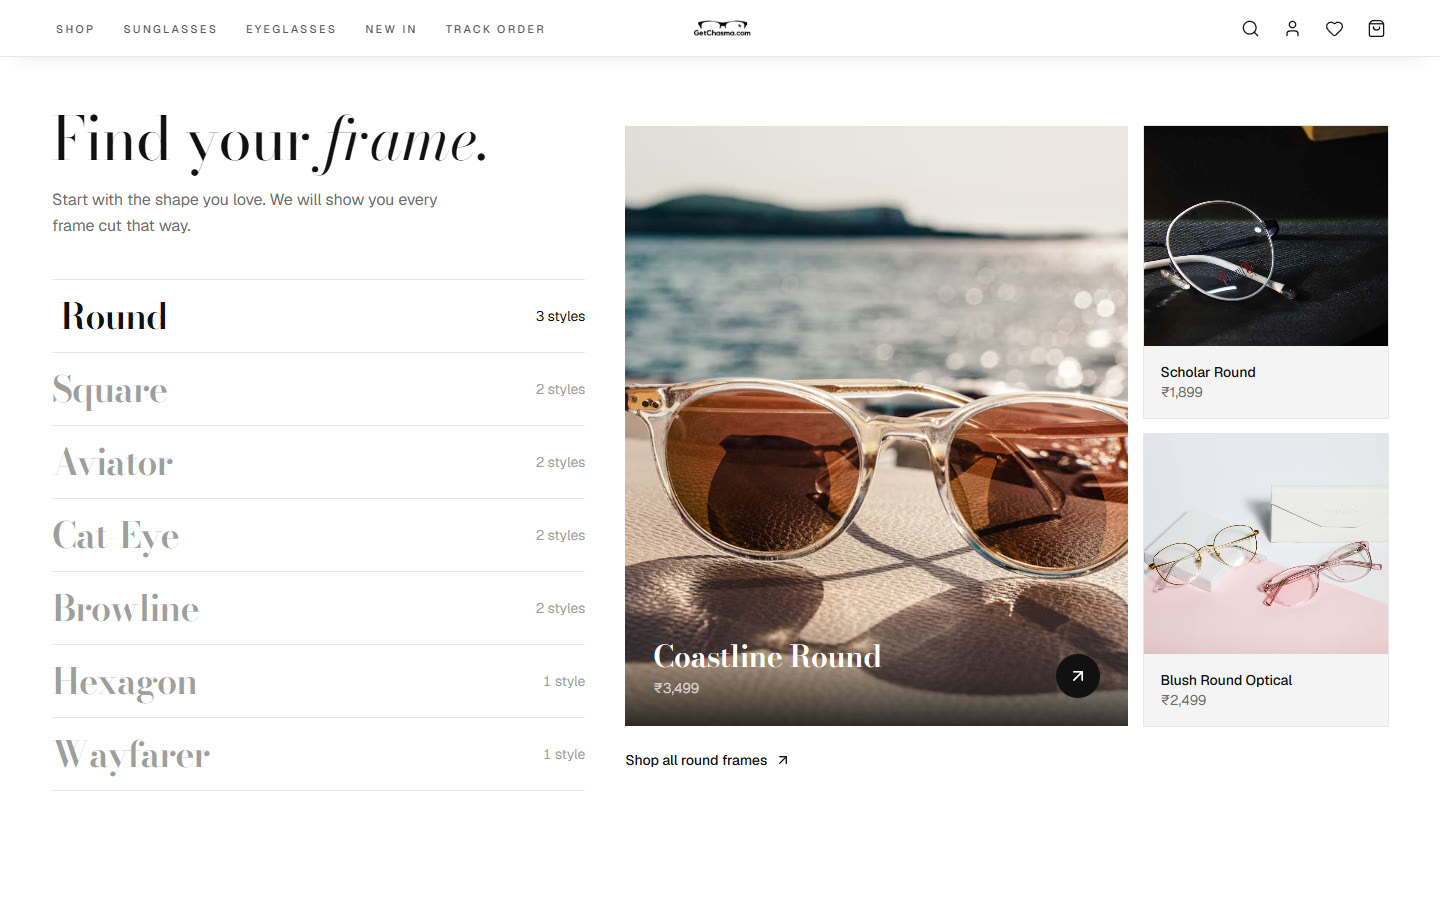 SHOP SUNGLASSES EYEGLASSES NEW IN TRACK ORDER
GetChasma.com
Find your frame.
Start with the shape you love. We will show you every
frame cut that way.
Round 3 styles
Square 2 styles
Aviator 2 styles
Cat-Eye 2 styles
Browline 2 styles
Hexagon 1 style
Wayfarer 1 style
Coastline Round
₹3,499
Shop all round frames
Scholar Round
₹1,899
Blush Round Optical
₹2,499